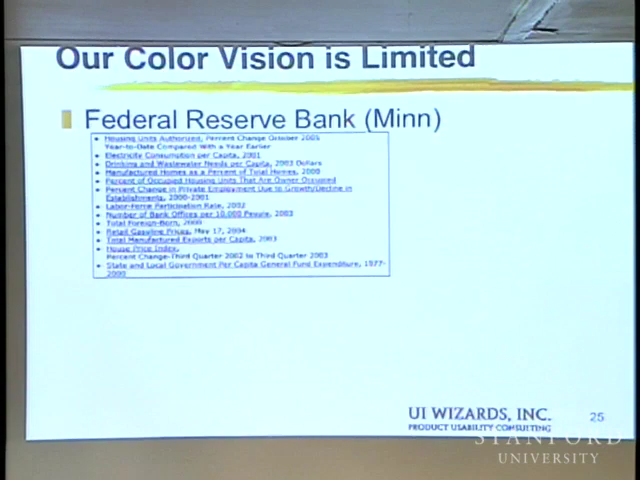 Our Color Vision is Limited
Federal Reserve Bank (Minn)
Housing Units Authorized, Percent Change October 2005
Year-to-Date Compared With a Year Earlier
Electricity Consumption per Capita, 2001
Drinking and Wastewater Needs per Capita, 2003 Dollars
Manufactured Homes as a Percent of Total Homes, 2000
Percent of Occupied Housing Units That Are Owner Occupied
Percent Change in Private Employment Due to Growth/Decline in
Establishments, 2000-2001
Labor-Force Participation Rate, 2002
Number of Bank Offices per 10,000 People, 2003
Total Foreign-Born, 2000
Retail Gasoline Prices, May 17, 2004
Total Manufactured Exports per Capita, 2003
House Price Index,
Percent Change-Third Quarter 2002 to Third Quarter 2003
State and Local Government Per Capita General Fund Expenditure, 1977-
2000
UI WIZARDS, INC.
PRODUCT USABILITY CONSULTING
25
STANFORD
UNIVERSITY